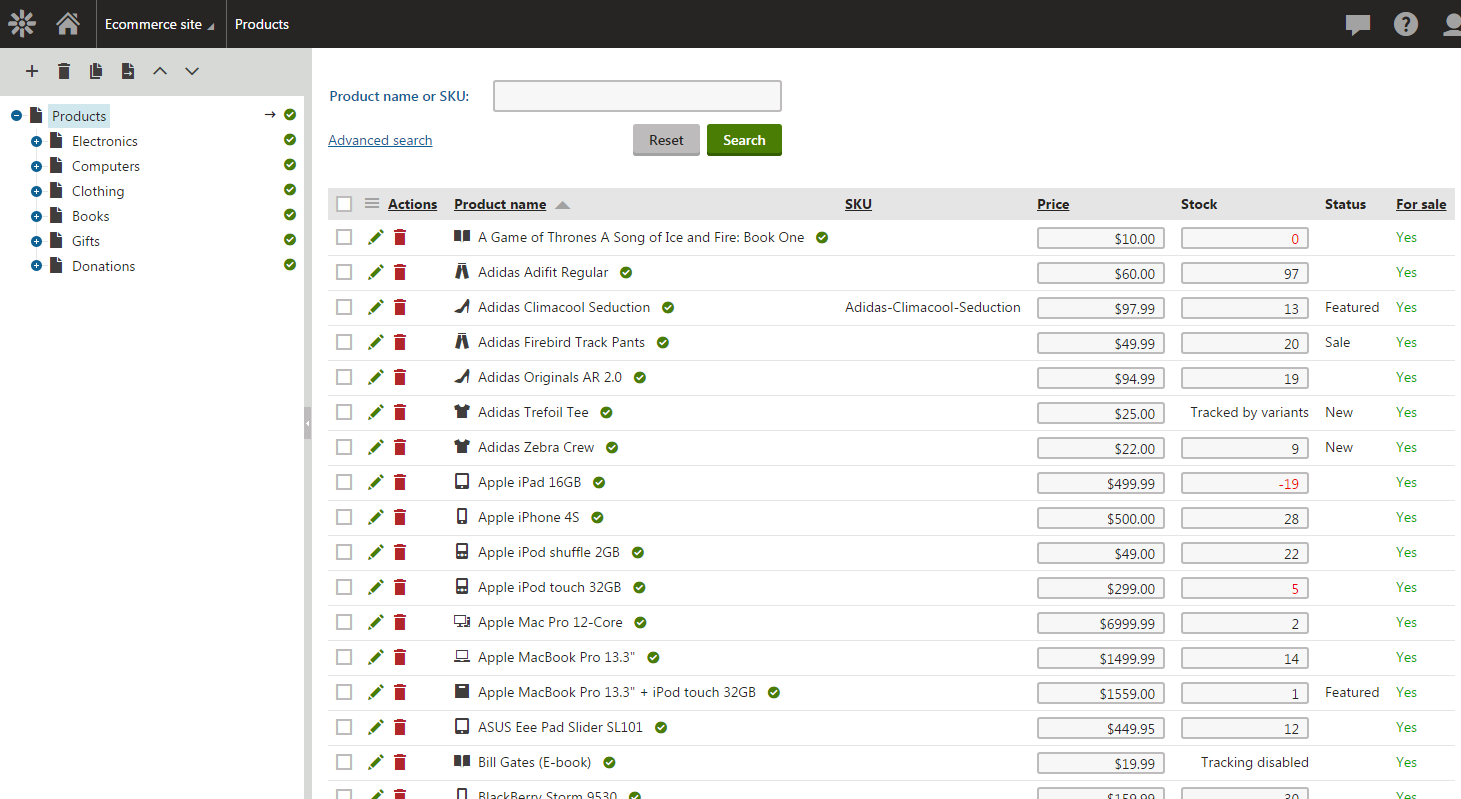 Ecommerce site Products
Product name or SKU:
Advanced search Reset Search
Products
Electronics
Computers
Clothing
Books
Gifts
Donations
Actions Product name SKU Price Stock Status For sale
A Game of Thrones A Song of Ice and Fire: Book One $10.00 0 Yes
Adidas Adifit Regular $60.00 97 Yes
Adidas Climacool Seduction Adidas-Climacool-Seduction $97.99 13 Featured Yes
Adidas Firebird Track Pants $49.99 20 Sale Yes
Adidas Originals AR 2.0 $94.99 19 Yes
Adidas Trefoil Tee $25.00 Tracked by variants New Yes
Adidas Zebra Crew $22.00 9 New Yes
Apple iPad 16GB $499.99 -19 Yes
Apple iPhone 4S $500.00 28 Yes
Apple iPod shuffle 2GB $49.00 22 Yes
Apple iPod touch 32GB $299.00 5 Yes
Apple Mac Pro 12-Core $6999.99 2 Yes
Apple MacBook Pro 13.3" $1499.99 14 Yes
Apple MacBook Pro 13.3" + iPod touch 32GB $1559.00 1 Featured Yes
ASUS Eee Pad Slider SL101 $449.95 12 Yes
Bill Gates (E-book) $19.99 Tracking disabled Yes
BlackBerry Storm 9530 $159.99 Yes